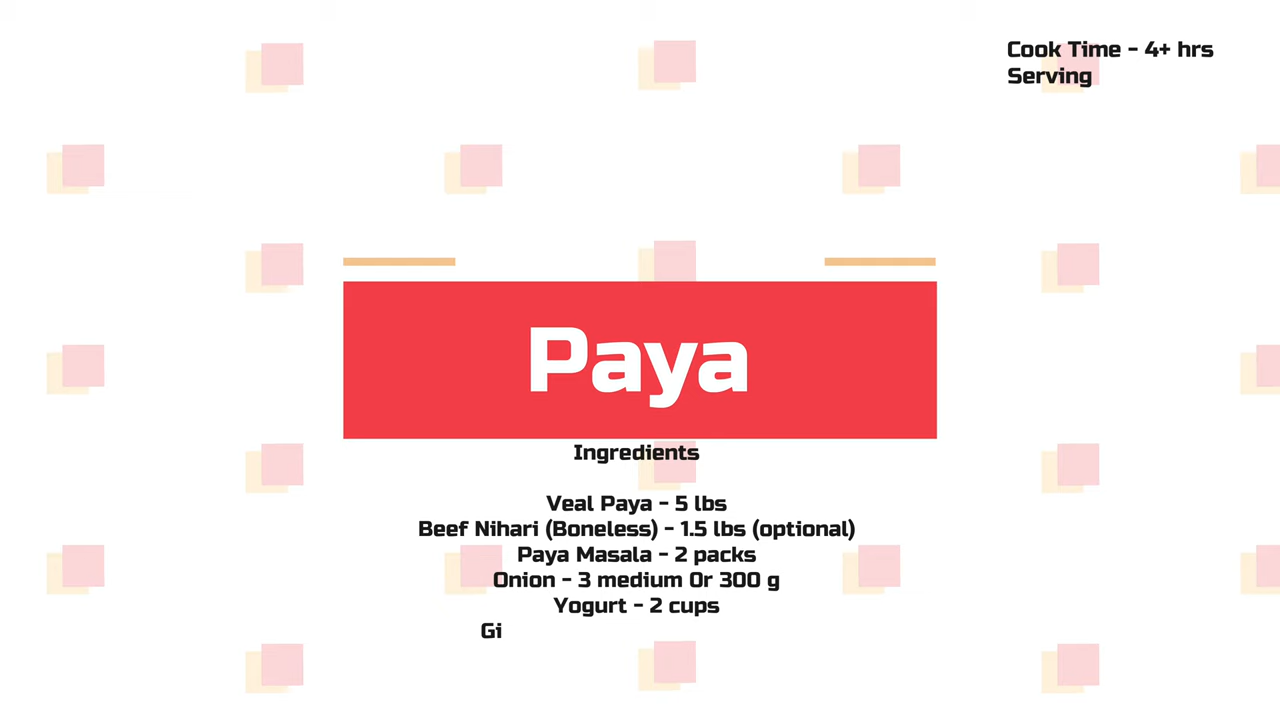 Cook Time - 4+ hrs
Serving
Paya
Ingredients
Veal Paya - 5 lbs
Beef Nihari (Boneless) - 1.5 lbs (optional)
Paya Masala - 2 packs
Onion - 3 medium Or 300 g
Yogurt - 2 cups
Gi